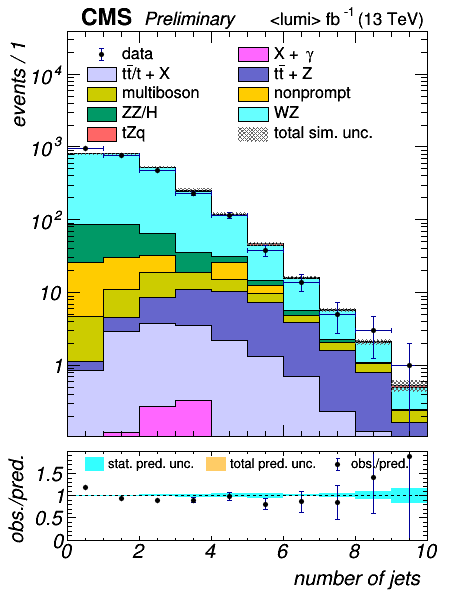 CMS Preliminary <lumi> fb⁻¹ (13 TeV)
events / 1
data
X + γ
tt̄/t + X
tt̄ + Z
multiboson
nonprompt
ZZ/H
WZ
tZq
total sim. unc.
10⁴
10³
10²
10
1
obs./pred.
stat. pred. unc. total pred. unc. obs./pred.
1.5
1
0.5
0
0 2 4 6 8 10
number of jets